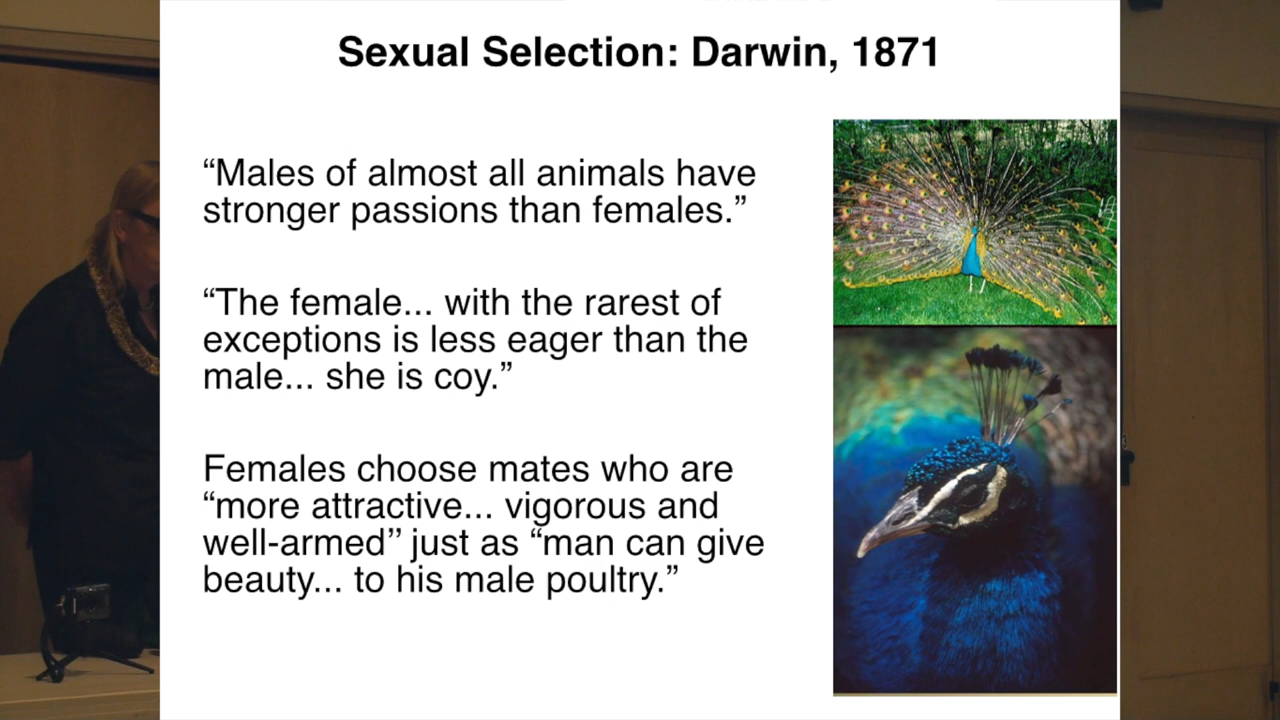 Sexual Selection: Darwin, 1871
“Males of almost all animals have
stronger passions than females.”
“The female... with the rarest of
exceptions is less eager than the
male... she is coy.”
Females choose mates who are
“more attractive... vigorous and
well-armed” just as “man can give
beauty... to his male poultry.”